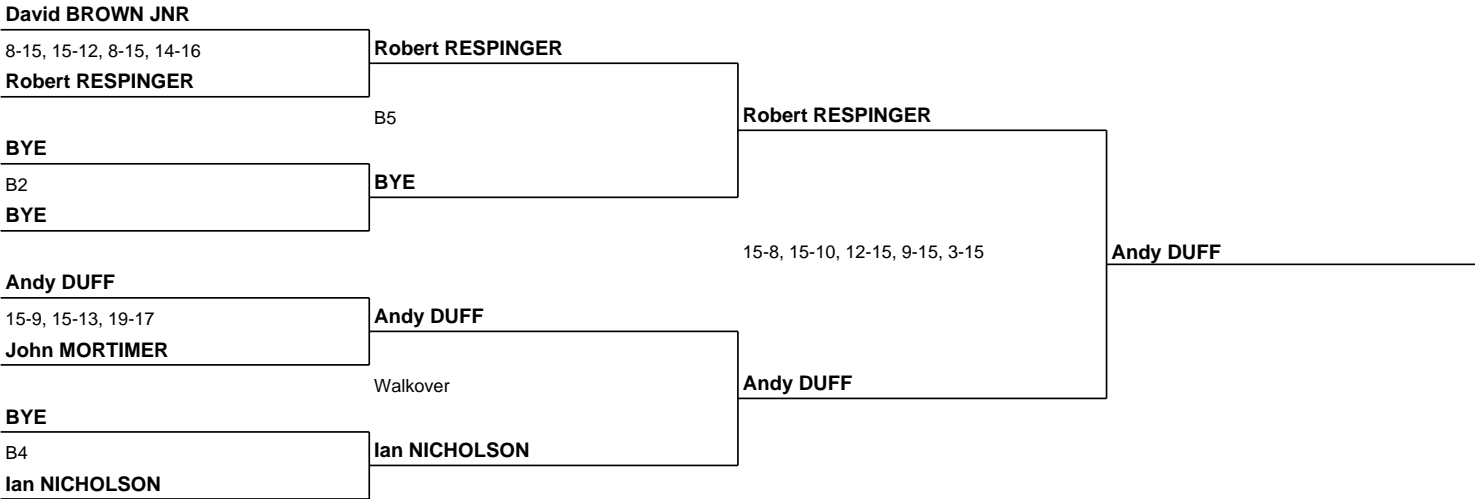 David BROWN JNR
8-15, 15-12, 8-15, 14-16
Robert RESPINGER
BYE
B2
BYE
Andy DUFF
15-9, 15-13, 19-17
John MORTIMER
BYE
B4
Ian NICHOLSON
Robert RESPINGER
B5
BYE
Andy DUFF
Walkover
Ian NICHOLSON
Robert RESPINGER
15-8, 15-10, 12-15, 9-15, 3-15
Andy DUFF
Andy DUFF